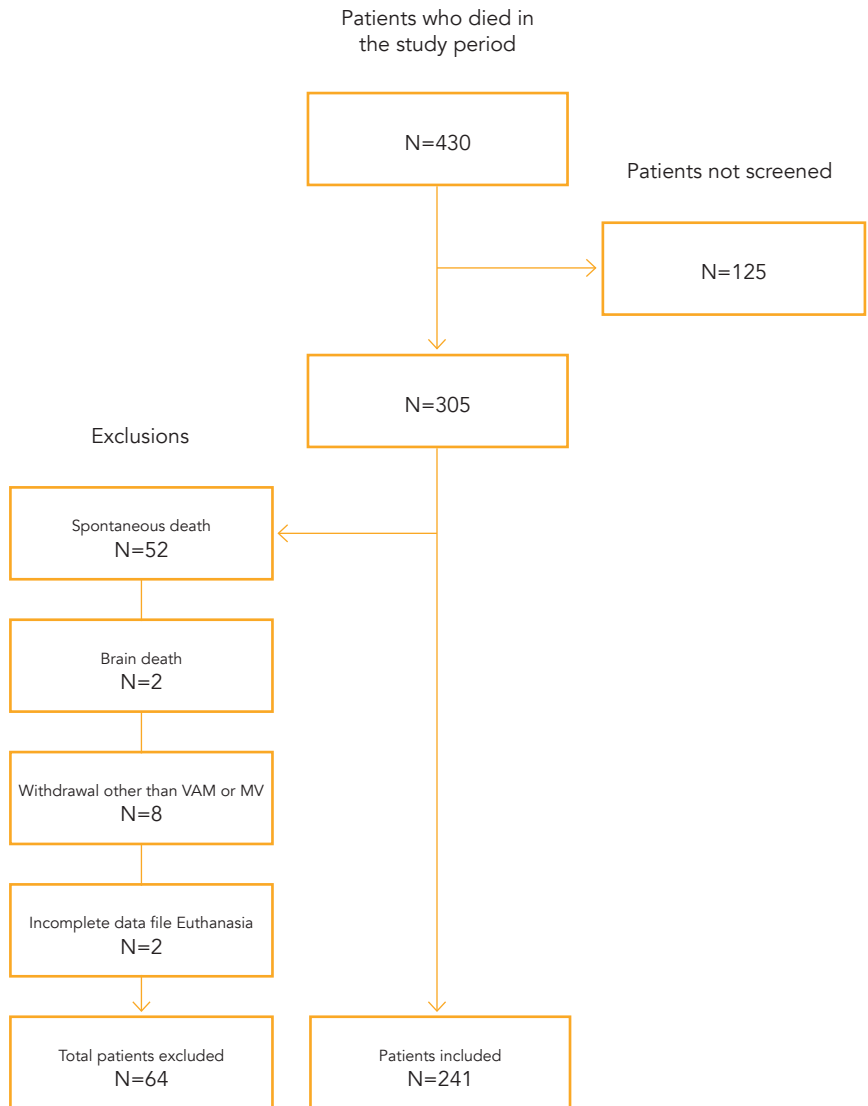 Patients who died in
the study period
N=430
Patients not screened
N=125
N=305
Exclusions
Spontaneous death
N=52
Brain death
N=2
Withdrawal other than VAM or MV
N=8
Incomplete data file Euthanasia
N=2
Total patients excluded
N=64
Patients included
N=241